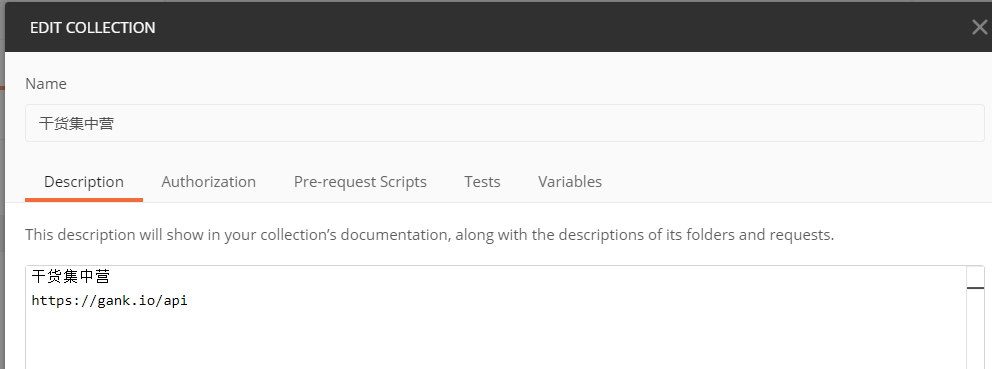 EDIT COLLECTION
Name
干货集中营
Description Authorization Pre-request Scripts Tests Variables
This description will show in your collection’s documentation, along with the descriptions of its folders and requests.
干货集中营
https://gank.io/api